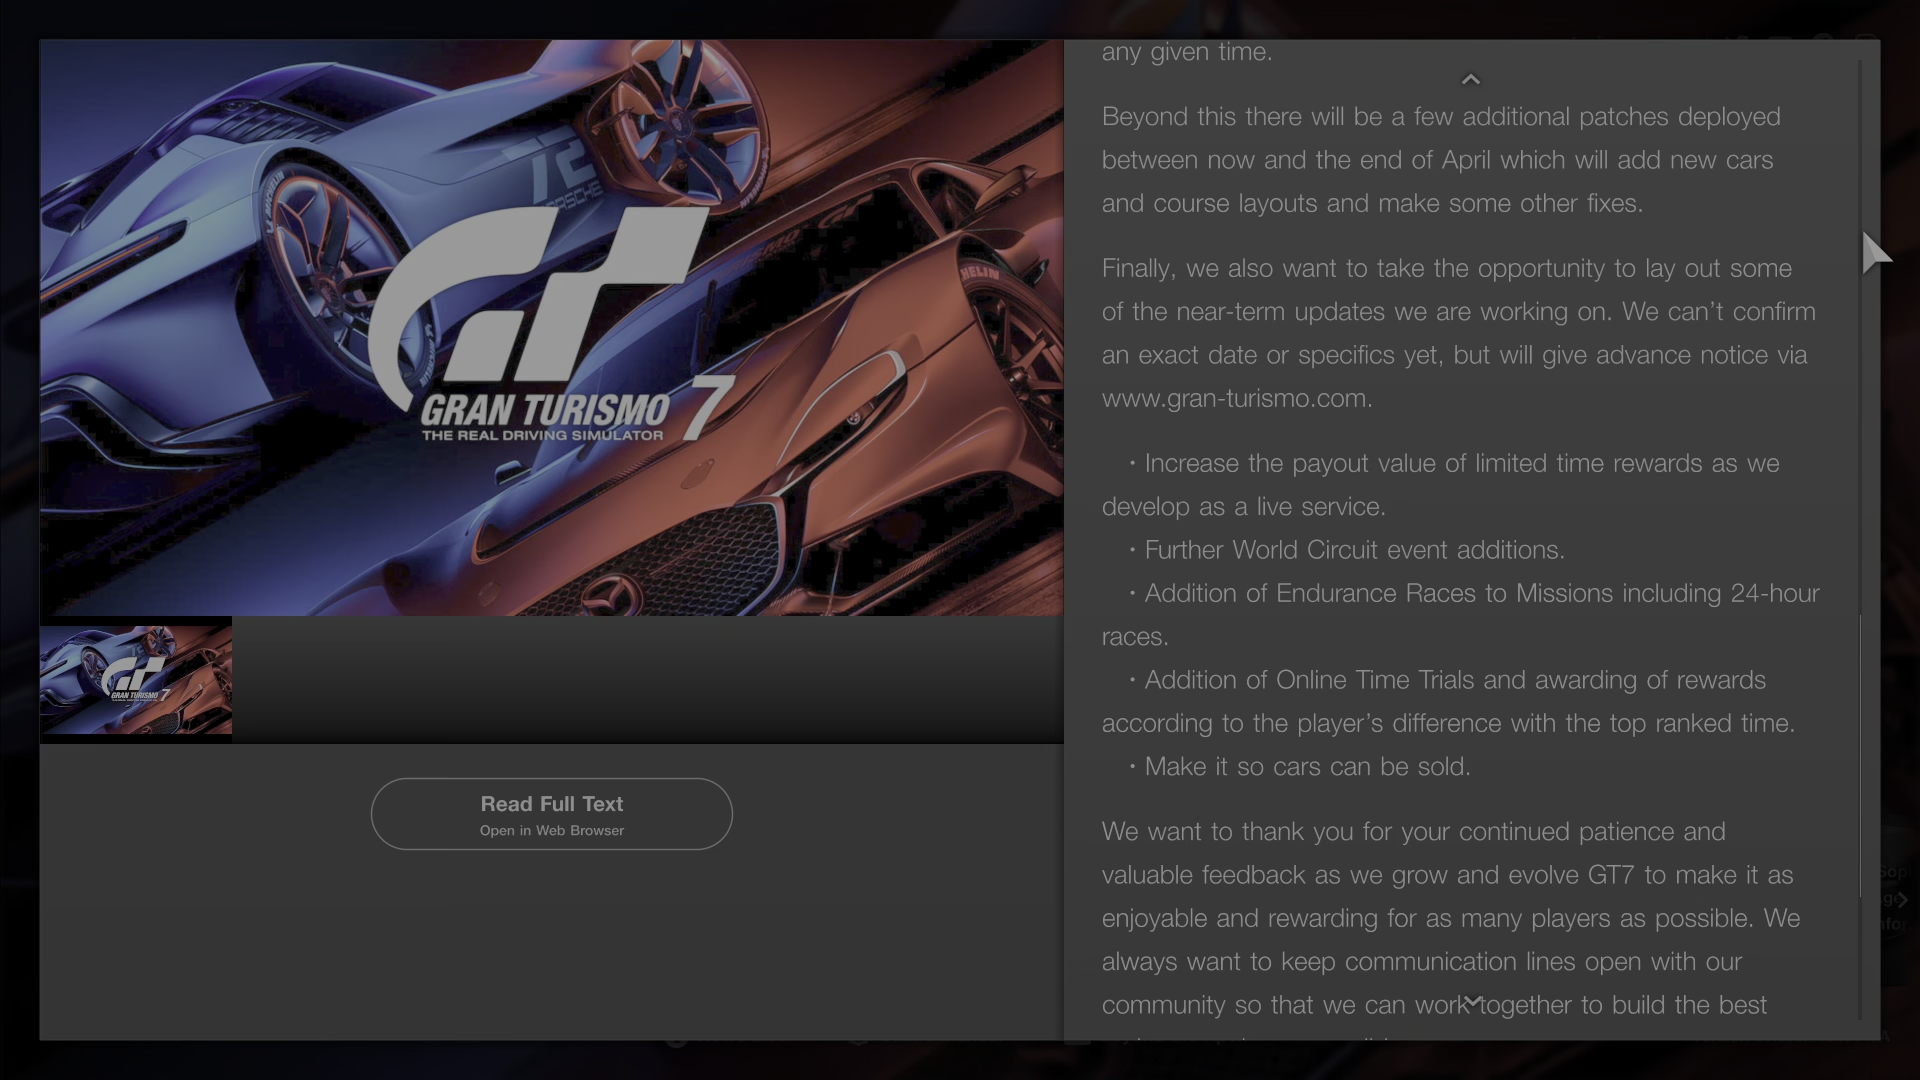 any given time.
Beyond this there will be a few additional patches deployed
between now and the end of April which will add new cars
and course layouts and make some other fixes.
Finally, we also want to take the opportunity to lay out some
of the near-term updates we are working on. We can’t confirm
an exact date or specifics yet, but will give advance notice via
www.gran-turismo.com.
・Increase the payout value of limited time rewards as we
develop as a live service.
・Further World Circuit event additions.
・Addition of Endurance Races to Missions including 24-hour
races.
・Addition of Online Time Trials and awarding of rewards
according to the player’s difference with the top ranked time.
・Make it so cars can be sold.
We want to thank you for your continued patience and
valuable feedback as we grow and evolve GT7 to make it as
enjoyable and rewarding for as many players as possible. We
always want to keep communication lines open with our
community so that we can work together to build the best
72
PORSCHE
MICHELIN
HELIN
GT
GRAN TURISMO 7
THE REAL DRIVING SIMULATOR
GT
GRAN TURISMO 7
Read Full Text
Open in Web Browser